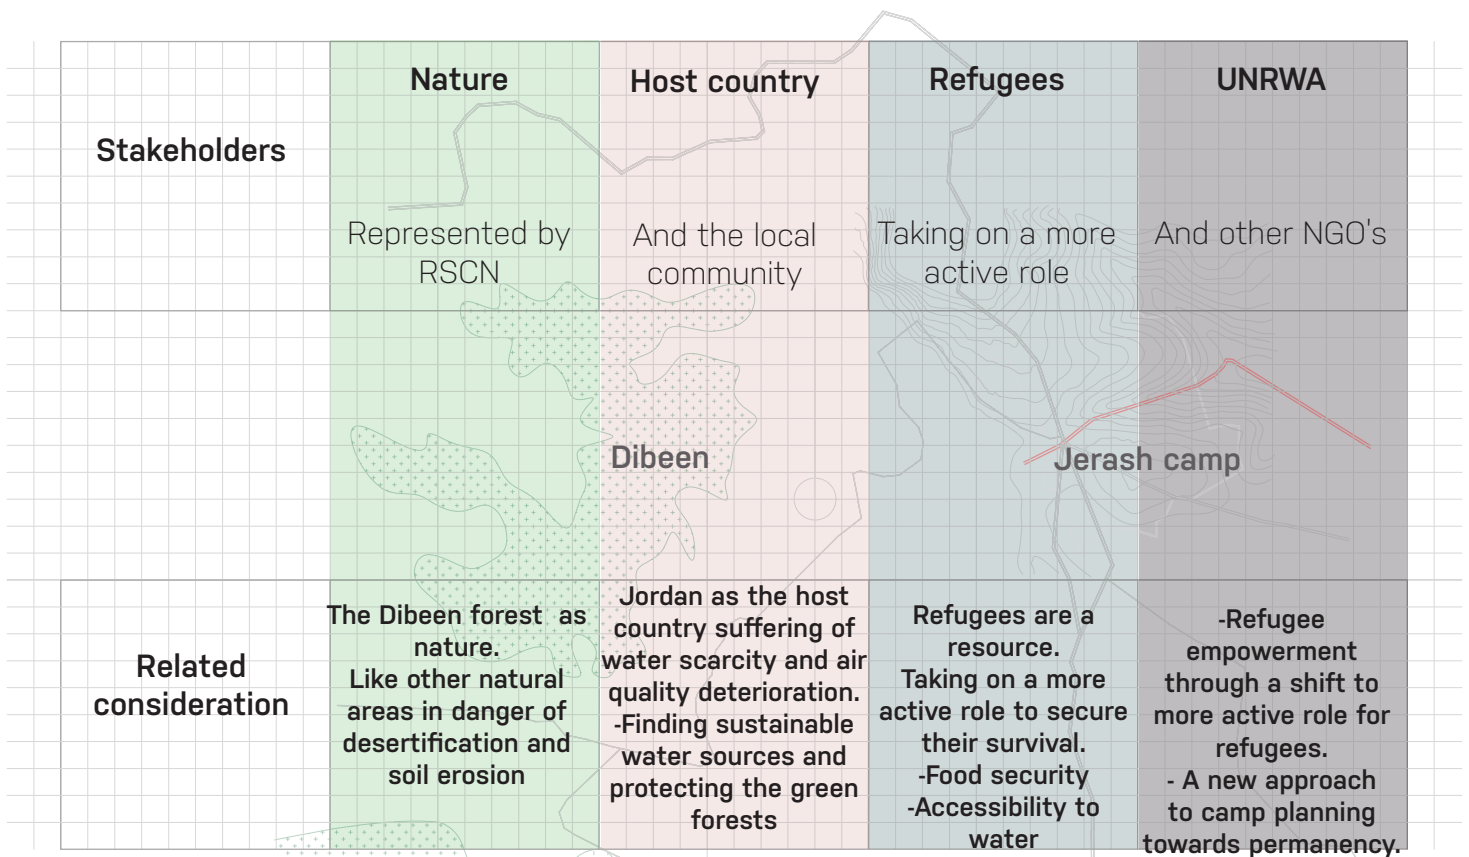 Stakeholders
Nature
Represented by
RSCN
Host country
And the local
community
Refugees
Taking on a more
active role
UNRWA
And other NGO's
Dibeen
Jerash camp
Related
consideration
The Dibeen forest as
nature.
Like other natural
areas in danger of
desertification and
soil erosion
Jordan as the host
country suffering of
water scarcity and air
quality deterioration.
-Finding sustainable
water sources and
protecting the green
forests
Refugees are a
resource.
Taking on a more
active role to secure
their survival.
-Food security
-Accessibility to
water
-Refugee
empowerment
through a shift to
more active role for
refugees.
- A new approach
to camp planning
towards permanency.